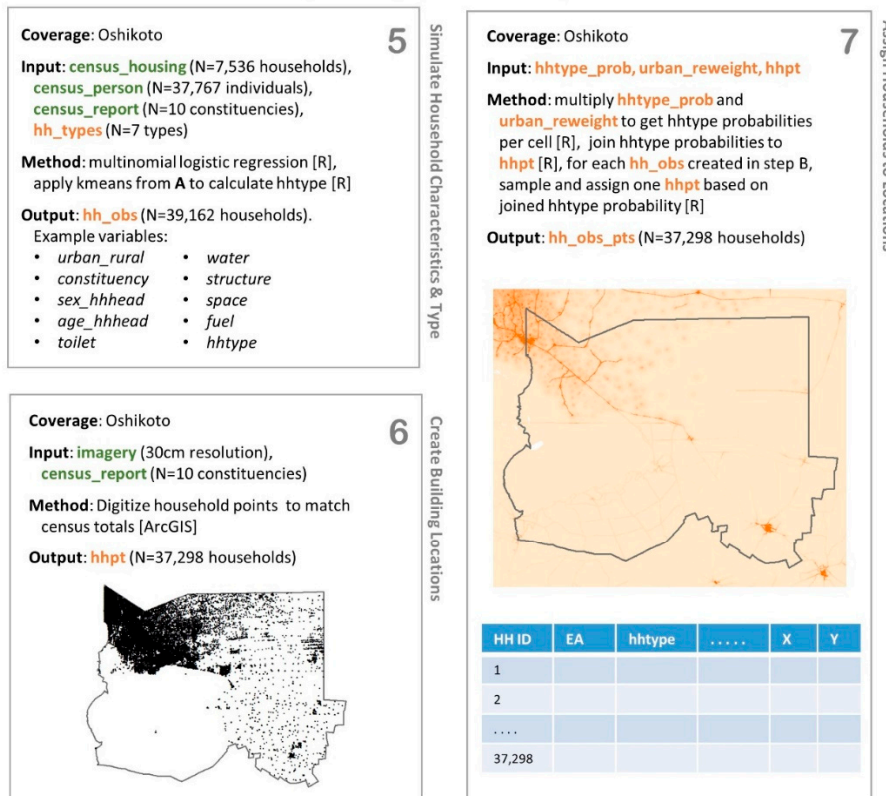 5
Coverage: Oshikoto
Input: census_housing (N=7,536 households),
census_person (N=37,767 individuals),
census_report (N=10 constituencies),
hh_types (N=7 types)
Method: multinomial logistic regression [R],
apply kmeans from A to calculate hhtype [R]
Output: hh_obs (N=39,162 households).
Example variables:
• urban_rural
• constituency
• sex_hhhead
• age_hhhead
• toilet
• water
• structure
• space
• fuel
• hhtype
Simulate Household Characteristics & Type
6
Coverage: Oshikoto
Input: imagery (30cm resolution),
census_report (N=10 constituencies)
Method: Digitize household points to match
census totals [ArcGIS]
Output: hhpt (N=37,298 households)
Create Building Locations
7
Coverage: Oshikoto
Input: hhtype_prob, urban_reweight, hhpt
Method: multiply hhtype_prob and
urban_reweight to get hhtype probabilities
per cell [R], join hhtype probabilities to
hhpt [R], for each hh_obs created in step B,
sample and assign one hhpt based on
joined hhtype probability [R]
Output: hh_obs_pts (N=37,298 households)
HH ID EA hhtype ..... X Y
1
2
....
37,298
Assign Households to Locations